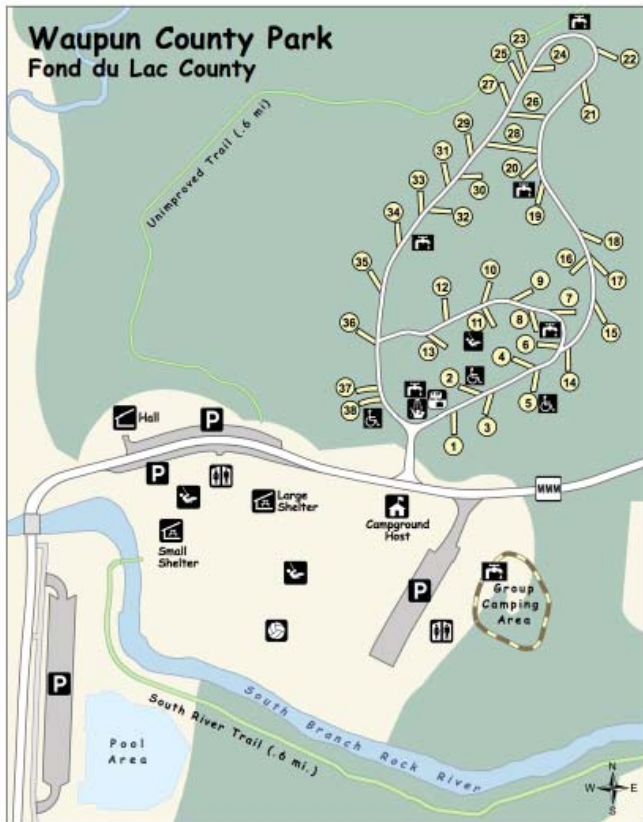 Waupun County Park
Fond du Lac County
Unimproved Trail (.6 mi)
23
24
22
25
27
26
21
29
28
31
20
30
19
33
32
34
18
16
17
35
10
9
12
7
15
11
8
36
13
6
4
2
14
37
5
38
1
3
Hall
P
P
MMM
Large
Shelter
Campground
Host
Small
Shelter
P
Group
Camping
Area
P
South River Trail (.6 mi.)
South Branch Rock River
Pool
Area
N
W
E
S